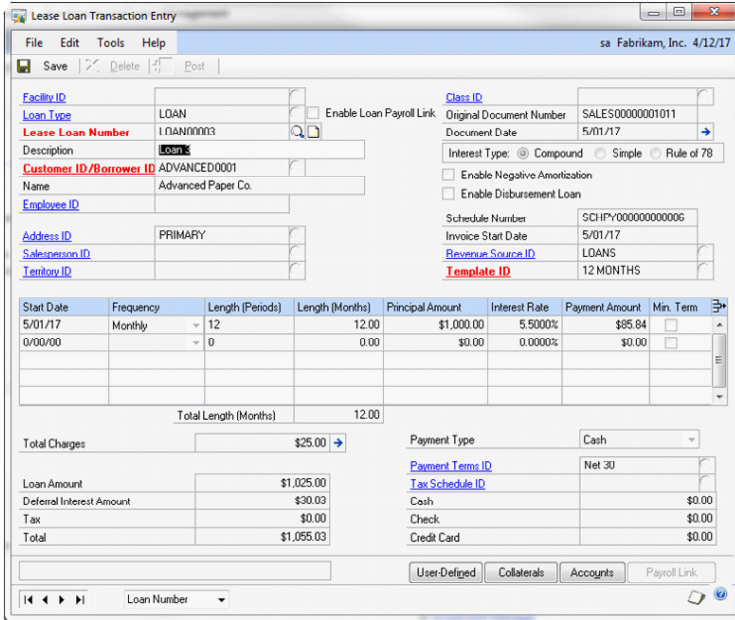 Lease Loan Transaction Entry
File Edit Tools Help sa Fabrikam, Inc. 4/12/17
Save Delete Post
Facility ID Class ID
Loan Type LOAN Enable Loan Payroll Link Original Document Number SALES00000001011
Lease Loan Number LOAN00003 Document Date 5/01/17
Description Loan 3 Interest Type: Compound Simple Rule of 78
Customer ID/Borrower ID ADVANCED0001 Enable Negative Amortization
Name Advanced Paper Co. Enable Disbursement Loan
Employee ID
Schedule Number SCHPY000000000006
Address ID PRIMARY Invoice Start Date 5/01/17
Salesperson ID Revenue Source ID LOANS
Territory ID Template ID 12 MONTHS
Start Date Frequency Length (Periods) Length (Months) Principal Amount Interest Rate Payment Amount Min. Term
5/01/17 Monthly 12 12.00 $1,000.00 5.5000% $85.84
0/00/00 0 0.00 $0.00 0.0000% $0.00
Total Length (Months) 12.00
Total Charges $25.00 Payment Type Cash
Payment Terms ID Net 30
Loan Amount $1,025.00 Tax Schedule ID
Deferral Interest Amount $30.03 Cash $0.00
Tax $0.00 Check $0.00
Total $1,055.03 Credit Card $0.00
User-Defined Collaterals Accounts Payroll Link
Loan Number